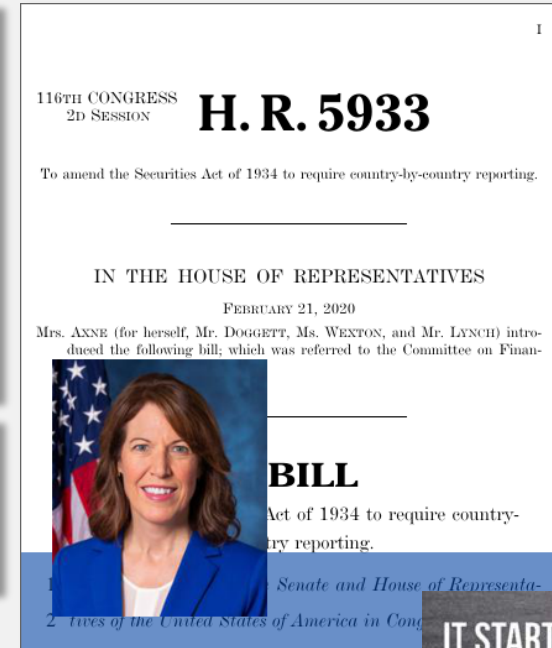 I
116TH CONGRESS
2D SESSION
H. R. 5933
To amend the Securities Act of 1934 to require country-by-country reporting.
IN THE HOUSE OF REPRESENTATIVES
FEBRUARY 21, 2020
Mrs. AXNE (for herself, Mr. DOGGETT, Ms. WEXTON, and Mr. LYNCH) intro-
duced the following bill; which was referred to the Committee on Finan-
BILL
Act of 1934 to require country-
try reporting.
1 Senate and House of Representa-
2 tives of the United States of America in Cong
IT START